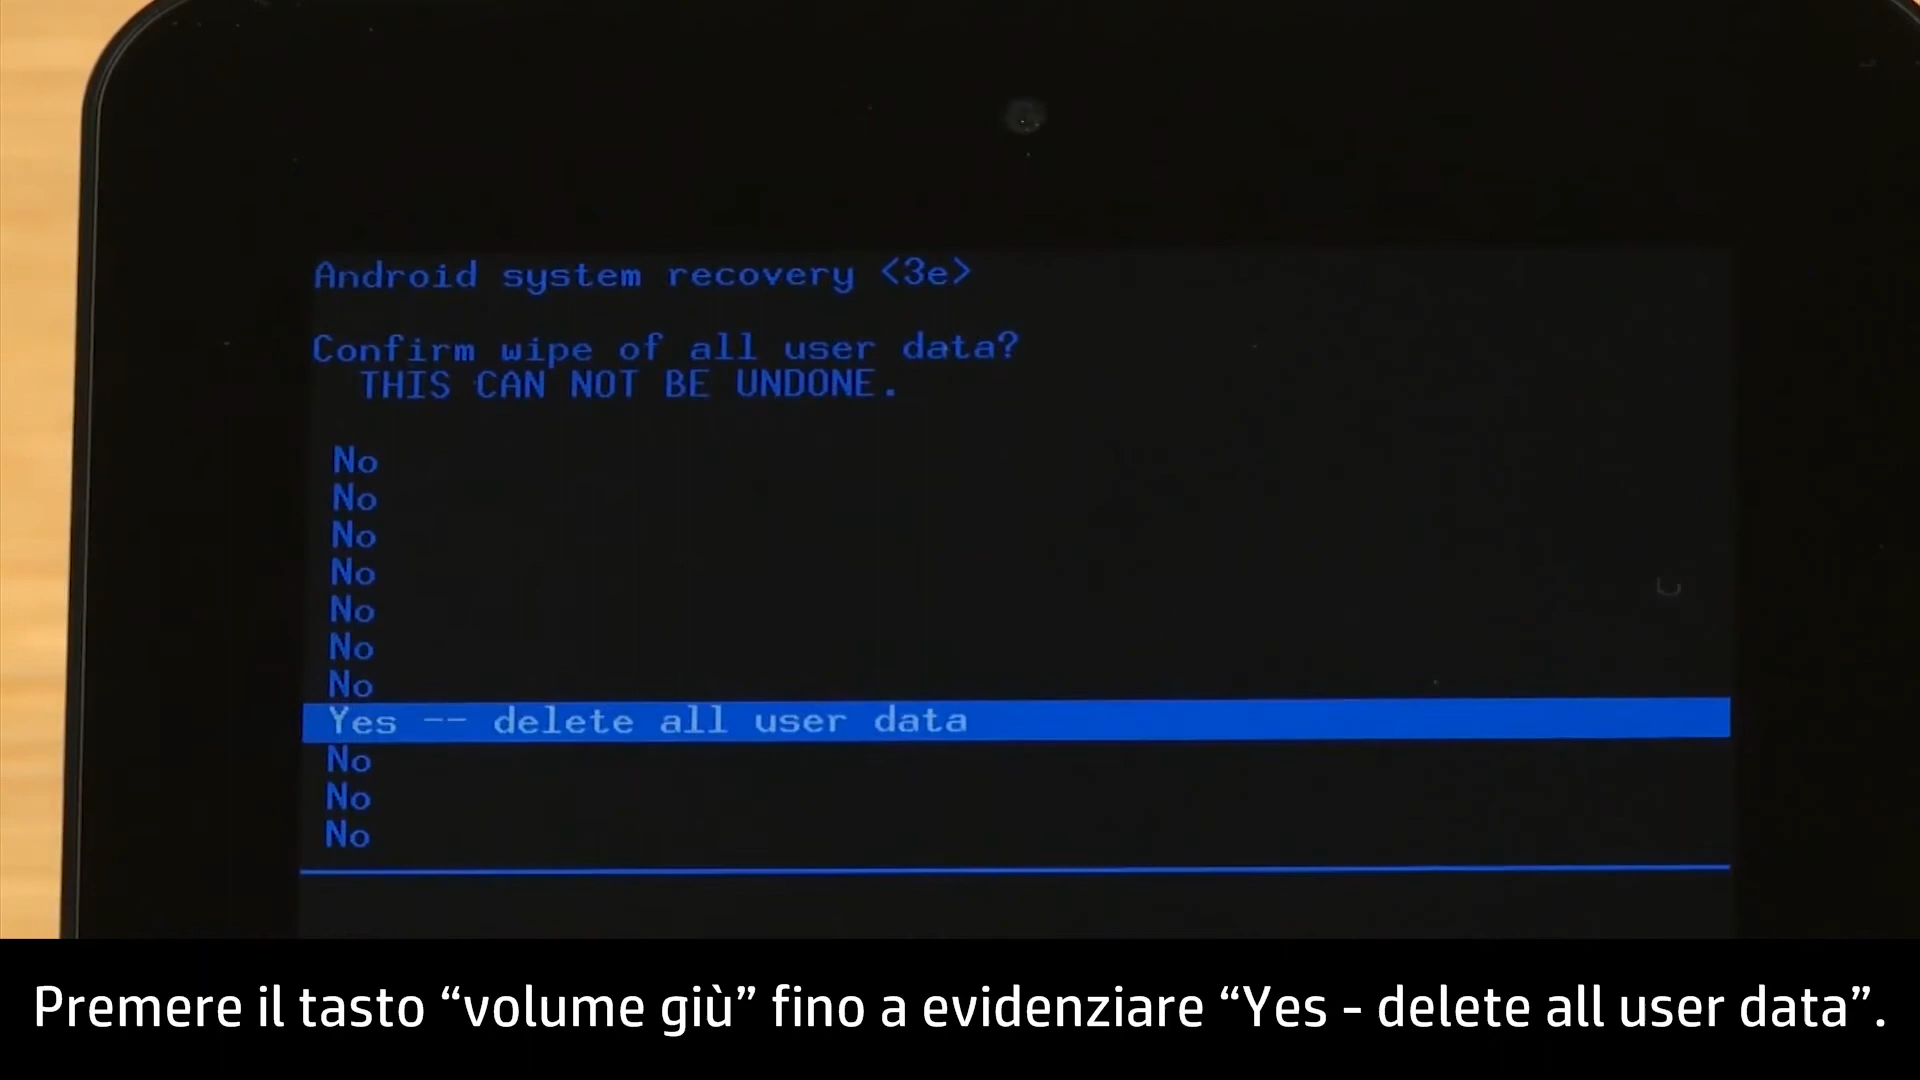 Android system recovery <3e>
Confirm wipe of all user data?
THIS CAN NOT BE UNDONE.
No
No
No
No
No
No
No
Yes -- delete all user data
No
No
No
Premere il tasto “volume giù” fino a evidenziare “Yes - delete all user data”.